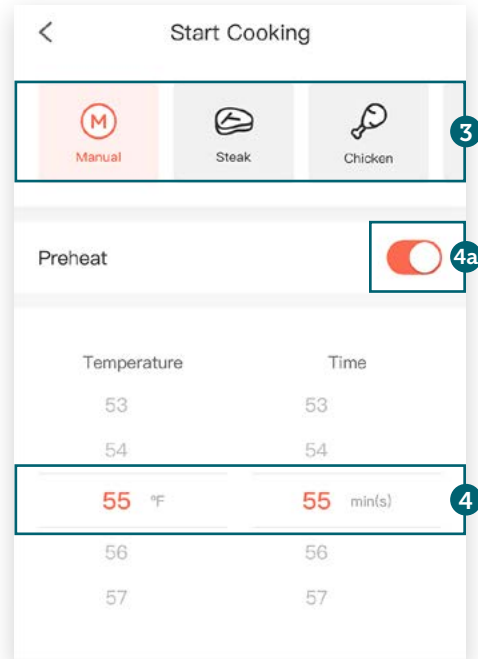 Start Cooking
M
Manual Steak Chicken
3
Preheat
4a
Temperature Time
53 53
54 54
55 °F 55 min(s)
4
56 56
57 57